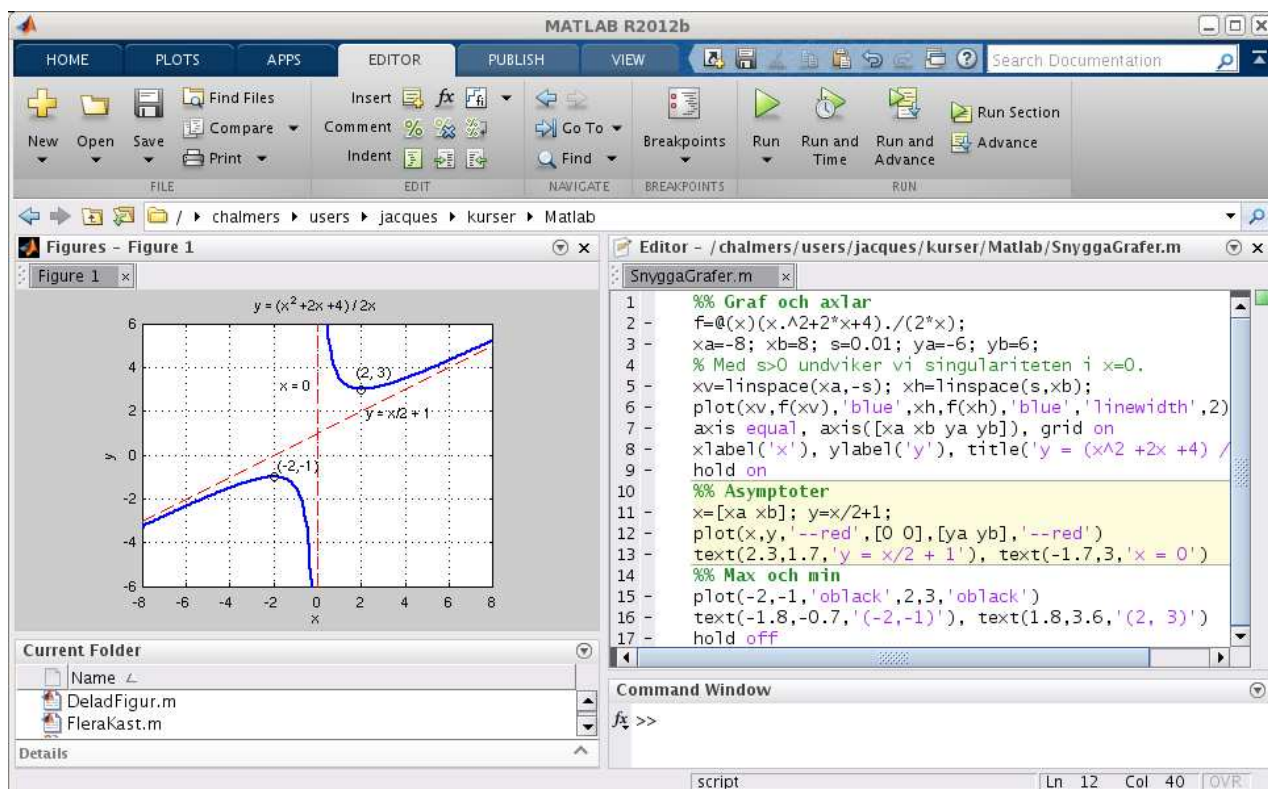 MATLAB R2012b
HOME PLOTS APPS EDITOR PUBLISH VIEW Search Documentation
New Open Save Find Files Compare Print
FILE
Insert fx fi
Comment %
Indent
EDIT
Go To
Find
NAVIGATE
Breakpoints
BREAKPOINTS
Run Run and Time Run and Advance Run Section Advance
RUN
/ chalmers users jacques kurser Matlab
Figures - Figure 1
Figure 1
y = (x² +2x +4) / 2x
6
4
2
0
-2
-4
-6
y
(2, 3)
x = 0
y = x/2 + 1
(-2,-1)
-8 -6 -4 -2 0 2 4 6 8
x
Current Folder
Name
DeladFigur.m
FleraKast.m
Details
Editor - /chalmers/users/jacques/kurser/Matlab/SnyggaGrafer.m
SnyggaGrafer.m
1 %% Graf och axlar
2 - f=@(x)(x.^2+2*x+4)./(2*x);
3 - xa=-8; xb=8; s=0.01; ya=-6; yb=6;
4 % Med s>0 undviker vi singulariteten i x=0.
5 - xv=linspace(xa,-s); xh=linspace(s,xb);
6 - plot(xv,f(xv),'blue',xh,f(xh),'blue','linewidth',2)
7 - axis equal, axis([xa xb ya yb]), grid on
8 - xlabel('x'), ylabel('y'), title('y = (x^2 +2x +4) /
9 - hold on
10 %% Asymptoter
11 - x=[xa xb]; y=x/2+1;
12 - plot(x,y,'--red',[0 0],[ya yb],'--red')
13 - text(2.3,1.7,'y = x/2 + 1'), text(-1.7,3,'x = 0')
14 %% Max och min
15 - plot(-2,-1,'oblack',2,3,'oblack')
16 - text(-1.8,-0.7,'(-2,-1)'), text(1.8,3.6,'(2, 3)')
17 - hold off
Command Window
fx >>
script
Ln 12 Col 40 OVR